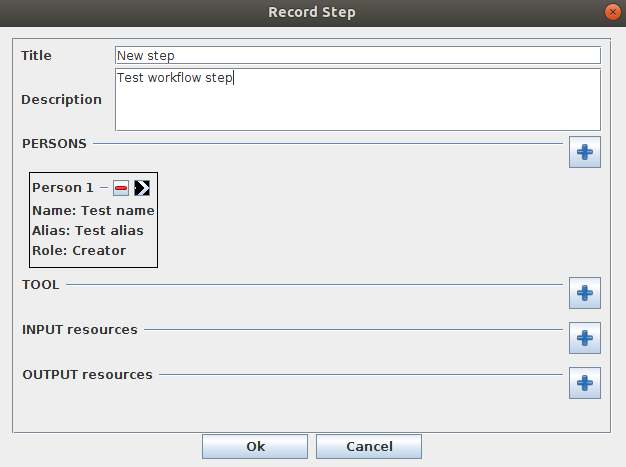 Record Step
Title New step
Description Test workflow step
PERSONS
Person 1
Name: Test name
Alias: Test alias
Role: Creator
TOOL
INPUT resources
OUTPUT resources
Ok Cancel